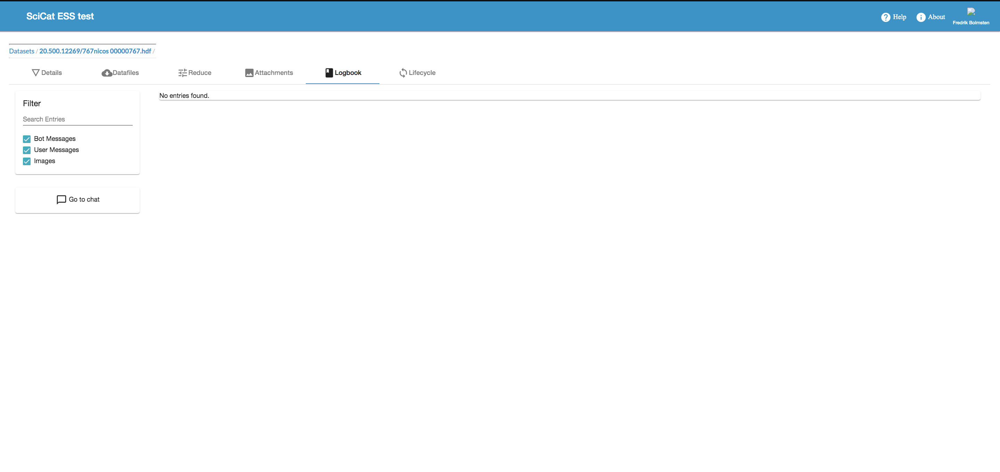 SciCat ESS test
Help
About
Fredrik Bolmsten
Datasets / 20.500.12269/767nicos 00000767.hdf /
Details
Datafiles
Reduce
Attachments
Logbook
Lifecycle
Filter
Search Entries
Bot Messages
User Messages
Images
Go to chat
No entries found.